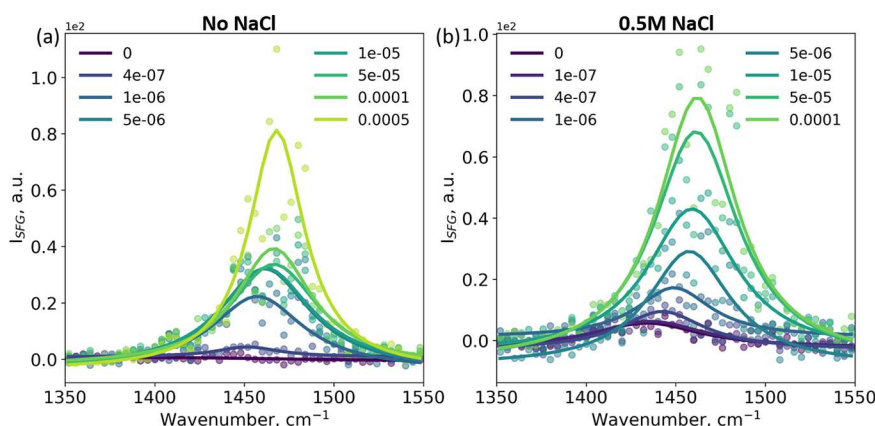 No NaCl
0.5M NaCl
(a)
1e2
0
4e-07
1e-06
5e-06
1e-05
5e-05
0.0001
0.0005
1.0
0.8
0.6
0.4
0.2
0.0
I_SFG, a.u.
1350 1400 1450 1500 1550
Wavenumber, cm⁻¹
(b)
1e2
0
1e-07
4e-07
1e-06
5e-06
1e-05
5e-05
0.0001
1.0
0.8
0.6
0.4
0.2
0.0
I_SFG, a.u.
1350 1400 1450 1500 1550
Wavenumber, cm⁻¹